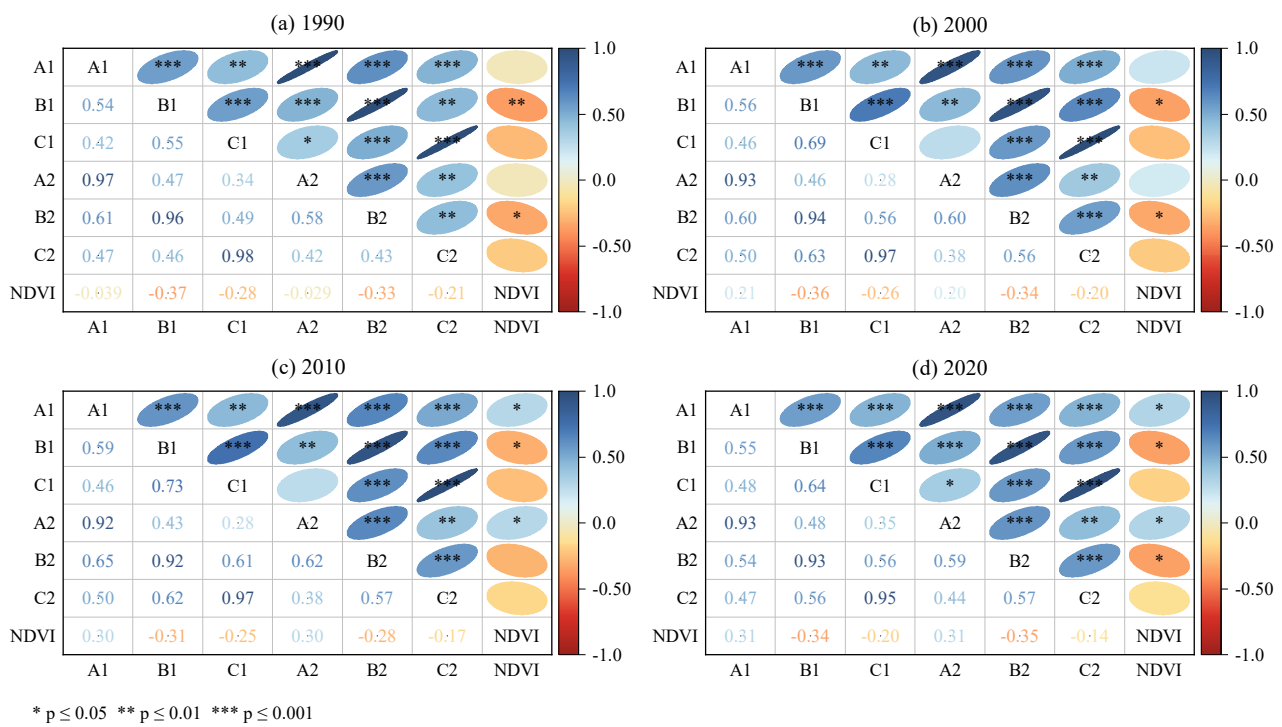 (a) 1990
A1 A1 *** ** *** *** *** 1.0
B1 0.54 B1 *** *** *** ** ** 0.50
C1 0.42 0.55 C1 * *** ***
A2 0.97 0.47 0.34 A2 *** ** 0.0
B2 0.61 0.96 0.49 0.58 B2 ** *
C2 0.47 0.46 0.98 0.42 0.43 C2 -0.50
NDVI -0.039 -0.37 -0.28 -0.029 -0.33 -0.21 NDVI -1.0
A1 B1 C1 A2 B2 C2 NDVI
(b) 2000
A1 A1 *** ** *** *** *** 1.0
B1 0.56 B1 *** ** *** *** * 0.50
C1 0.46 0.69 C1 *** ***
A2 0.93 0.46 0.28 A2 *** ** 0.0
B2 0.60 0.94 0.56 0.60 B2 *** *
C2 0.50 0.63 0.97 0.38 0.56 C2 -0.50
NDVI 0.21 -0.36 -0.26 0.20 -0.34 -0.20 NDVI -1.0
A1 B1 C1 A2 B2 C2 NDVI
(c) 2010
A1 A1 *** ** *** *** *** * 1.0
B1 0.59 B1 *** ** *** *** * 0.50
C1 0.46 0.73 C1 *** ***
A2 0.92 0.43 0.28 A2 *** ** * 0.0
B2 0.65 0.92 0.61 0.62 B2 ***
C2 0.50 0.62 0.97 0.38 0.57 C2 -0.50
NDVI 0.30 -0.31 -0.25 0.30 -0.28 -0.17 NDVI -1.0
A1 B1 C1 A2 B2 C2 NDVI
(d) 2020
A1 A1 *** *** *** *** *** * 1.0
B1 0.55 B1 *** *** *** *** * 0.50
C1 0.48 0.64 C1 * *** ***
A2 0.93 0.48 0.35 A2 *** ** * 0.0
B2 0.54 0.93 0.56 0.59 B2 *** *
C2 0.47 0.56 0.95 0.44 0.57 C2 -0.50
NDVI 0.31 -0.34 -0.20 0.31 -0.35 -0.14 NDVI -1.0
A1 B1 C1 A2 B2 C2 NDVI
* p ≤ 0.05 ** p ≤ 0.01 *** p ≤ 0.001